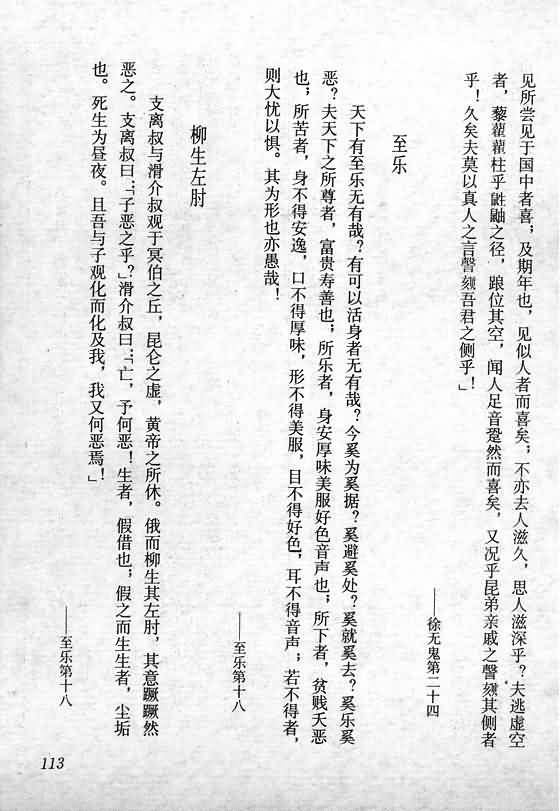 见所尝见于国中者喜；及期年也，见似人者而喜矣；不亦去人滋久，思人滋深乎？夫逃虚空
者，藜藿藋柱乎鼪鼬之径，踉位其空，闻人足音跫然而喜矣，又况乎昆弟亲戚之謦欬其侧者
乎！久矣夫莫以真人之言謦欬吾君之侧乎！」
——徐无鬼第二十四
至乐
天下有至乐无有哉？有可以活身者无有哉？今奚为奚据？奚避奚处？奚就奚去？奚乐奚
恶？夫天下之所尊者，富贵寿善也；所乐者，身安厚味美服好色音声也；所下者，贫贱夭恶
也；所苦者，身不得安逸，口不得厚味，形不得美服，目不得好色，耳不得音声；若不得者，
则大忧以惧。其为形也亦愚哉！
——至乐第十八
柳生左肘
支离叔与滑介叔观于冥伯之丘，昆仑之虚，黄帝之所休。俄而柳生其左肘，其意蹶蹶然
恶之。支离叔曰：「子恶之乎？」滑介叔曰：「亡，予何恶！生者，假借也；假之而生生者，尘垢
也。死生为昼夜。且吾与子观化而化及我，我又何恶焉！」
——至乐第十八
113